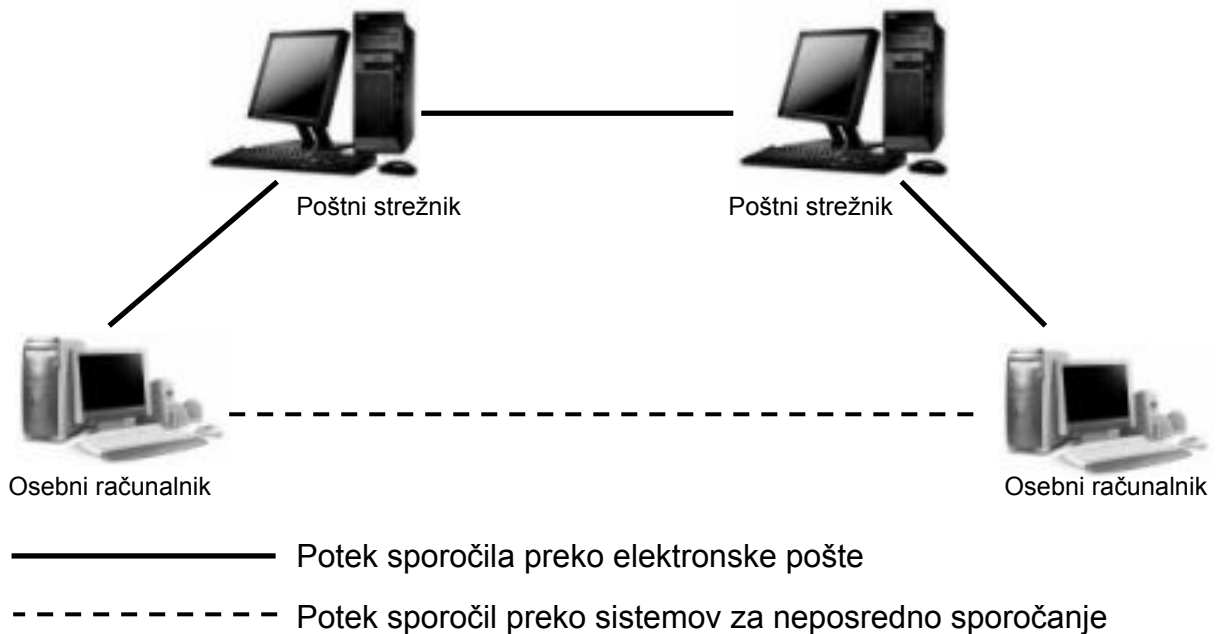 Poštni strežnik
Poštni strežnik
Osebni računalnik
Osebni računalnik
Potek sporočila preko elektronske pošte
Potek sporočil preko sistemov za neposredno sporočanje